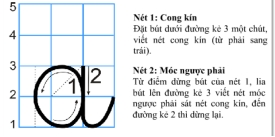 5
4
3
2
1
1
2
Nét 1: Cong kín
Đặt bút dưới đường kẻ 3 một chút,
viết nét cong kín (từ phải sang
trái).
Nét 2: Móc ngược phải
Từ điểm dừng bút của nét 1, lia
bút lên đường kẻ 3 viết nét móc
ngược phải sát nét cong kín, đến
đường kẻ 2 thì dừng lại.